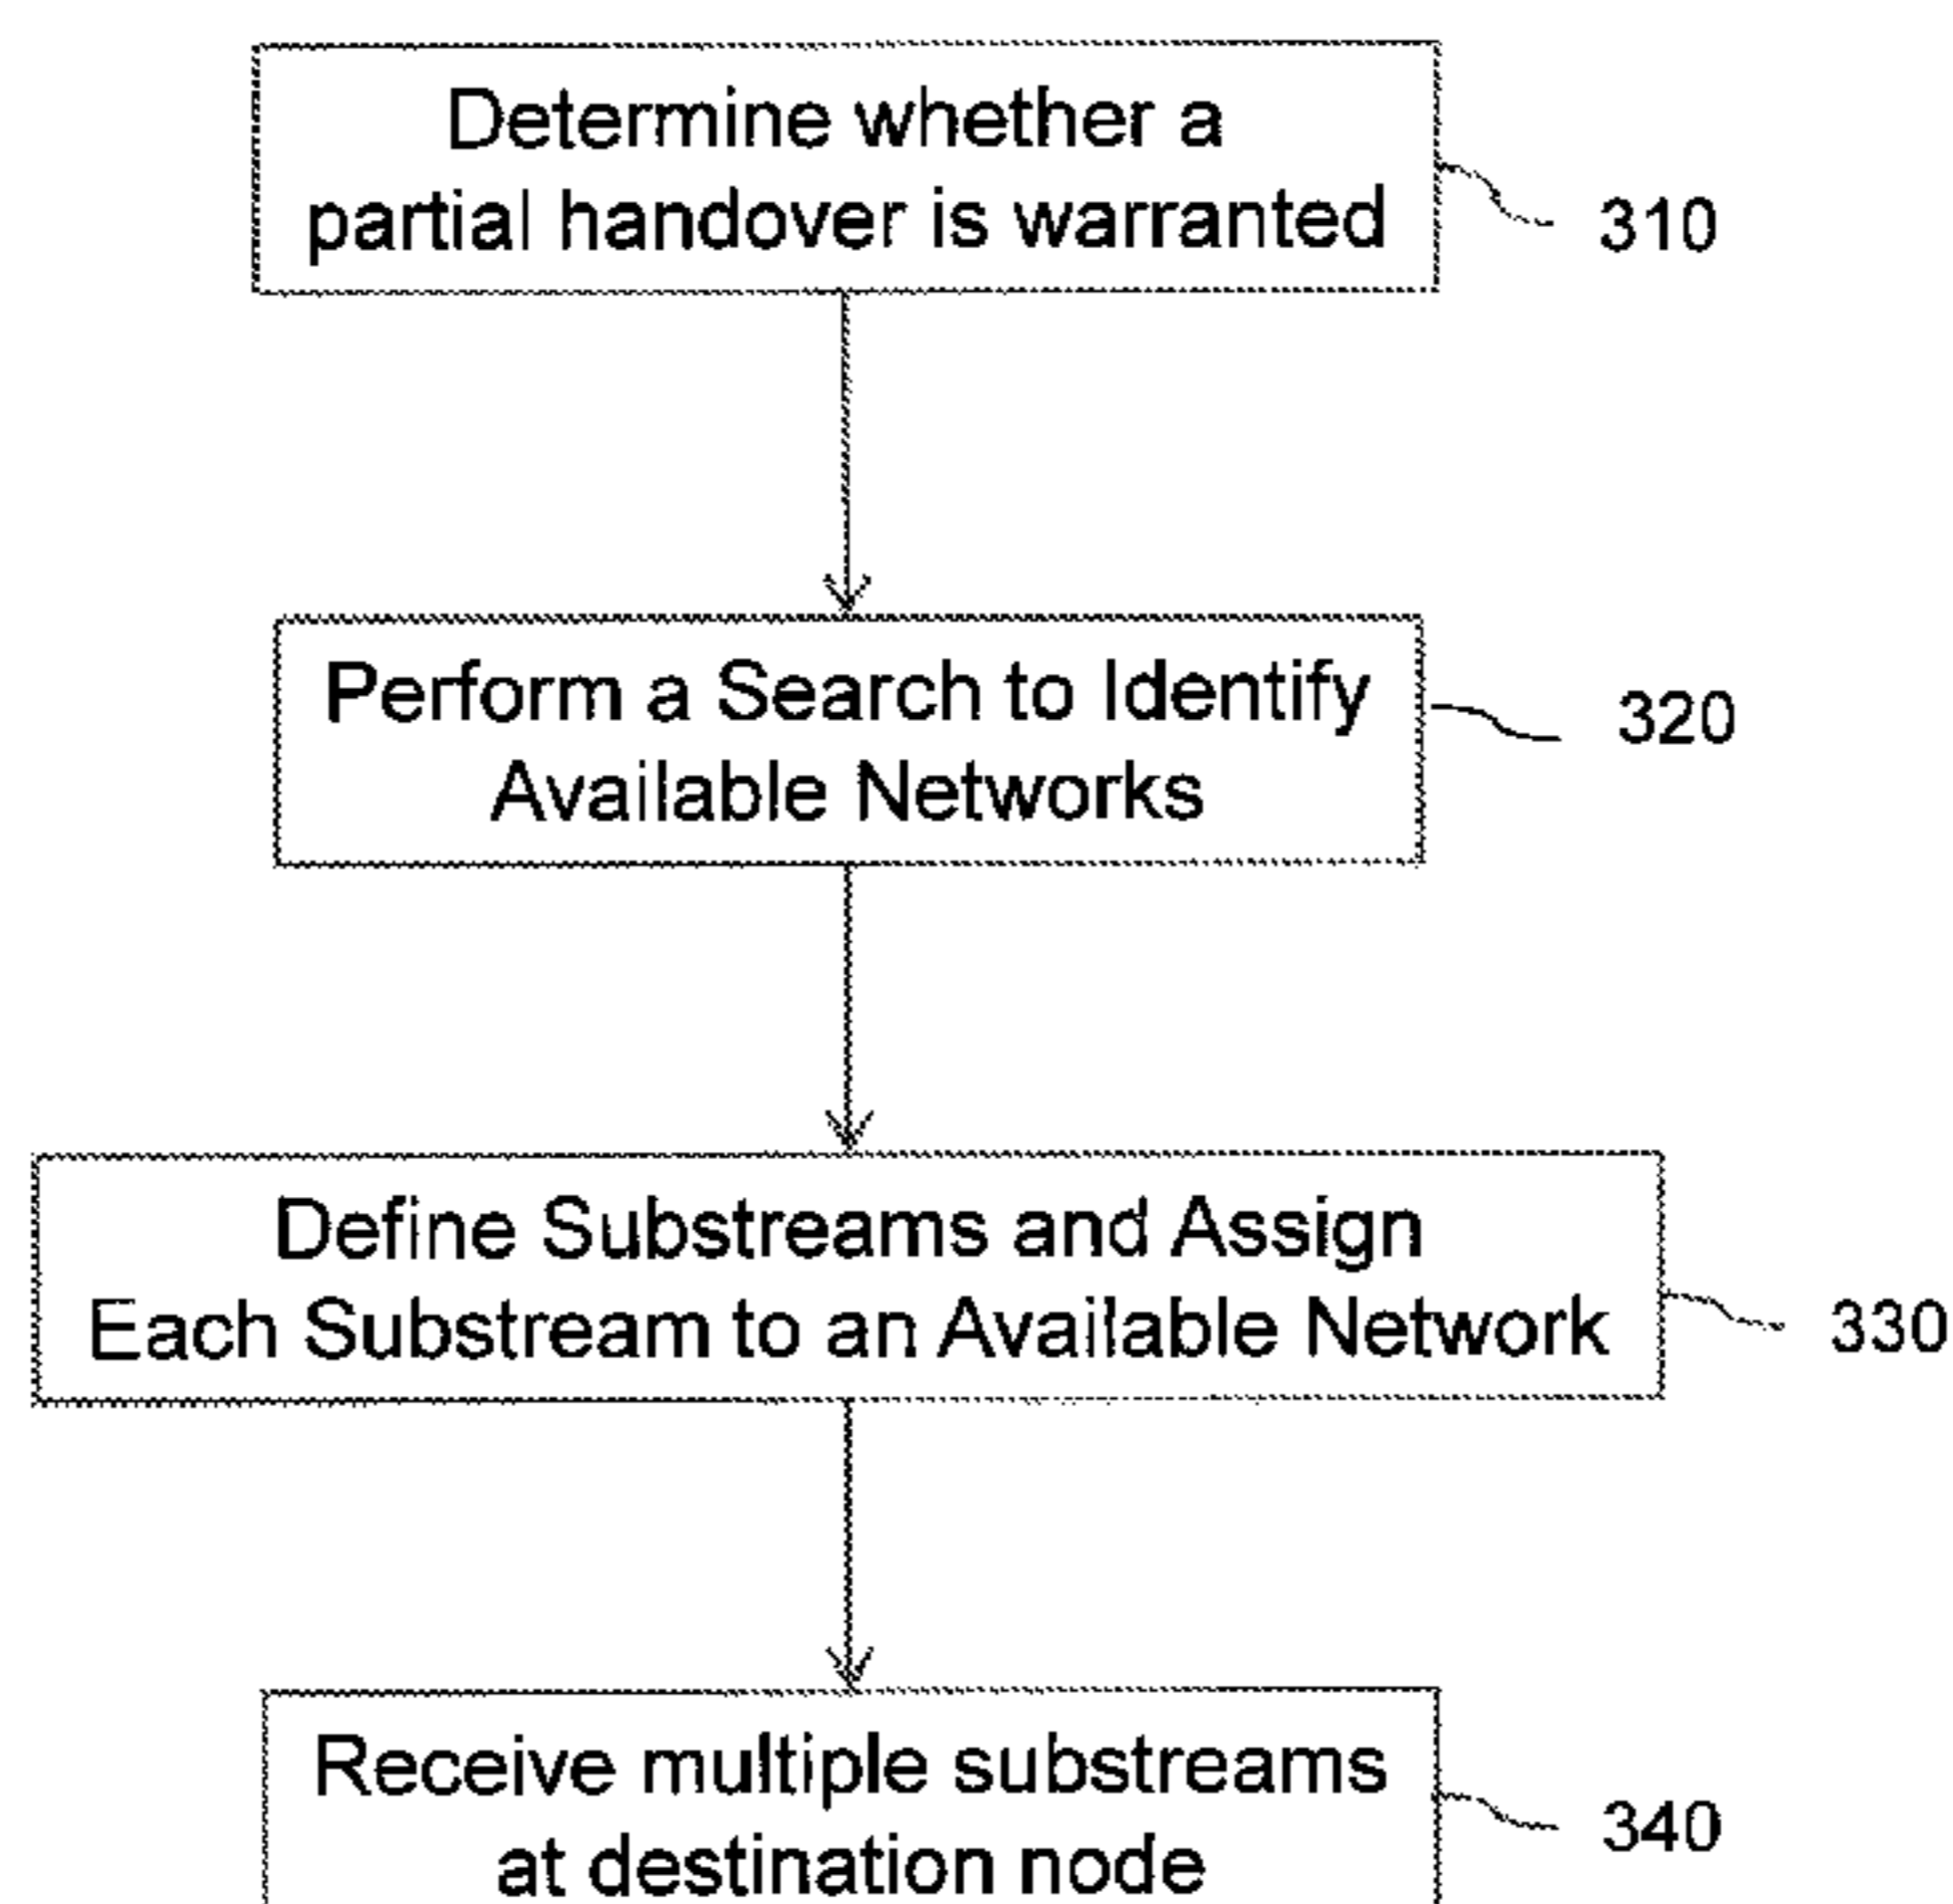 Determine whether a
partial handover is warranted
310
Perform a Search to Identify
Available Networks
320
Define Substreams and Assign
Each Substream to an Available Network
330
Receive multiple substreams
at destination node
340